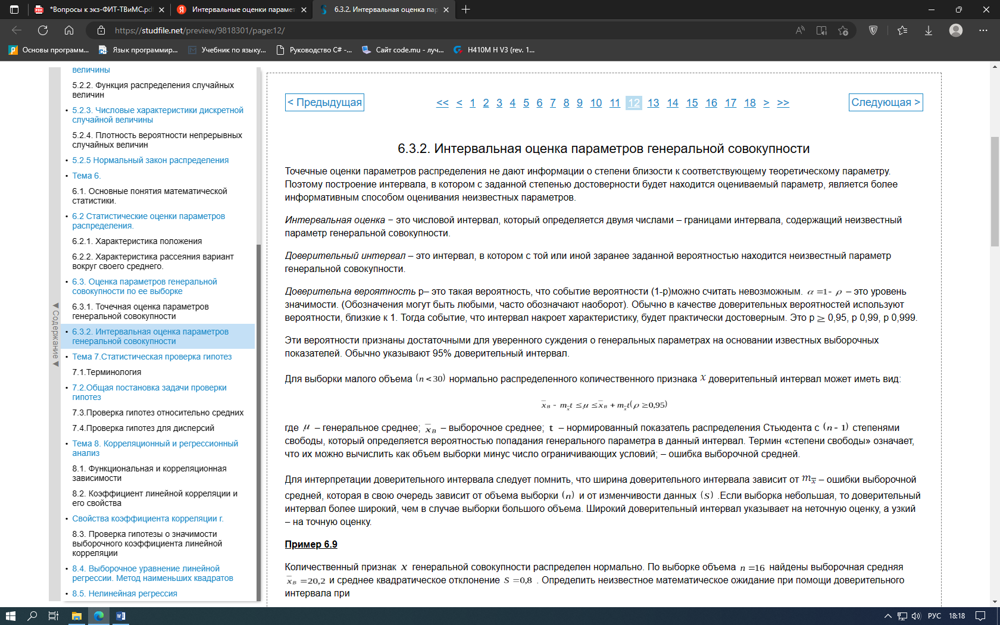 *Вопросы к экз-ФИТ-ТВиМС.pd
Интервальные оценки парамет
6.3.2. Интервальная оценка пар
https://studfile.net/preview/9818301/page:12/
Основы программ...
Язык программир...
Учебник по языку...
Руководство C# -...
Сайт code.mu - луч...
H410M H V3 (rev. 1...
величины
5.2.2. Функция распределения случайных
величин
• 5.2.3. Числовые характеристики дискретной
случайной величины
5.2.4. Плотность вероятности непрерывных
случайных величин
• 5.2.5 Нормальный закон распределения
• Тема 6.
6.1. Основные понятия математической
статистики.
• 6.2 Статистические оценки параметров
распределения.
6.2.1. Характеристика положения
6.2.2. Характеристика рассеяния вариант
вокруг своего среднего.
• 6.3. Оценка параметров генеральной
совокупности по ее выборке
6.3.1. Точечная оценка параметров
генеральной совокупности
• 6.3.2. Интервальная оценка параметров
генеральной совокупности
• Тема 7.Статистическая проверка гипотез
7.1.Терминология
• 7.2.Общая постановка задачи проверки
гипотез
7.3.Проверка гипотез относительно средних
7.4.Проверка гипотез для дисперсий
• Тема 8. Корреляционный и регрессионный
анализ
8.1. Функциональная и корреляционная
зависимости
8.2. Коэффициент линейной корреляции и
его свойства
• Свойства коэффициента корреляции r.
8.3. Проверка гипотезы о значимости
выборочного коэффициента линейной
корреляции
• 8.4. Выборочное уравнение линейной
регрессии. Метод наименьших квадратов
• 8.5. Нелинейная регрессия
◀ Содержание ◀
< Предыдущая
<< < 1 2 3 4 5 6 7 8 9 10 11 12 13 14 15 16 17 18 > >>
Следующая >
6.3.2. Интервальная оценка параметров генеральной совокупности
Точечные оценки параметров распределения не дают информации о степени близости к соответствующему теоретическому параметру.
Поэтому построение интервала, в котором с заданной степенью достоверности будет находится оцениваемый параметр, является более
информативным способом оценивания неизвестных параметров.
Интервальная оценка – это числовой интервал, который определяется двумя числами – границами интервала, содержащий неизвестный
параметр генеральной совокупности.
Доверительный интервал – это интервал, в котором с той или иной заранее заданной вероятностью находится неизвестный параметр
генеральной совокупности.
Доверительна вероятность p– это такая вероятность, что событие вероятности (1-p)можно считать невозможным. α =1- ρ – это уровень
значимости. (Обозначения могут быть любыми, часто обозначают наоборот). Обычно в качестве доверительных вероятностей используют
вероятности, близкие к 1. Тогда событие, что интервал накроет характеристику, будет практически достоверным. Это p ≥ 0,95, p 0,99, p 0,999.
Эти вероятности признаны достаточными для уверенного суждения о генеральных параметрах на основании известных выборочных
показателей. Обычно указывают 95% доверительный интервал.
Для выборки малого объема (n < 30) нормально распределенного количественного признака x доверительный интервал может иметь вид:
x̅_B - m_x̅ t ≤ μ ≤ x̅_B + m_x̅ t (ρ ≥0,95)
где μ – генеральное среднее; x̅_B – выборочное среднее; t – нормированный показатель распределения Стьюдента с (n - 1) степенями
свободы, который определяется вероятностью попадания генерального параметра в данный интервал. Термин «степени свободы» означает,
что их можно вычислить как объем выборки минус число ограничивающих условий; – ошибка выборочной средней.
Для интерпретации доверительного интервала следует помнить, что ширина доверительного интервала зависит от m_x̅ – ошибки выборочной
средней, которая в свою очередь зависит от объема выборки (n) и от изменчивости данных (S) .Если выборка небольшая, то доверительный
интервал более широкий, чем в случае выборки большого объема. Широкий доверительный интервал указывает на неточную оценку, а узкий
– на точную оценку.
Пример 6.9
Количественный признак x генеральной совокупности распределен нормально. По выборке объема n =16 найдены выборочная средняя
x̅_B =20,2 и среднее квадратическое отклонение S =0,8 . Определить неизвестное математическое ожидание при помощи доверительного
интервала при
РУС
18:18